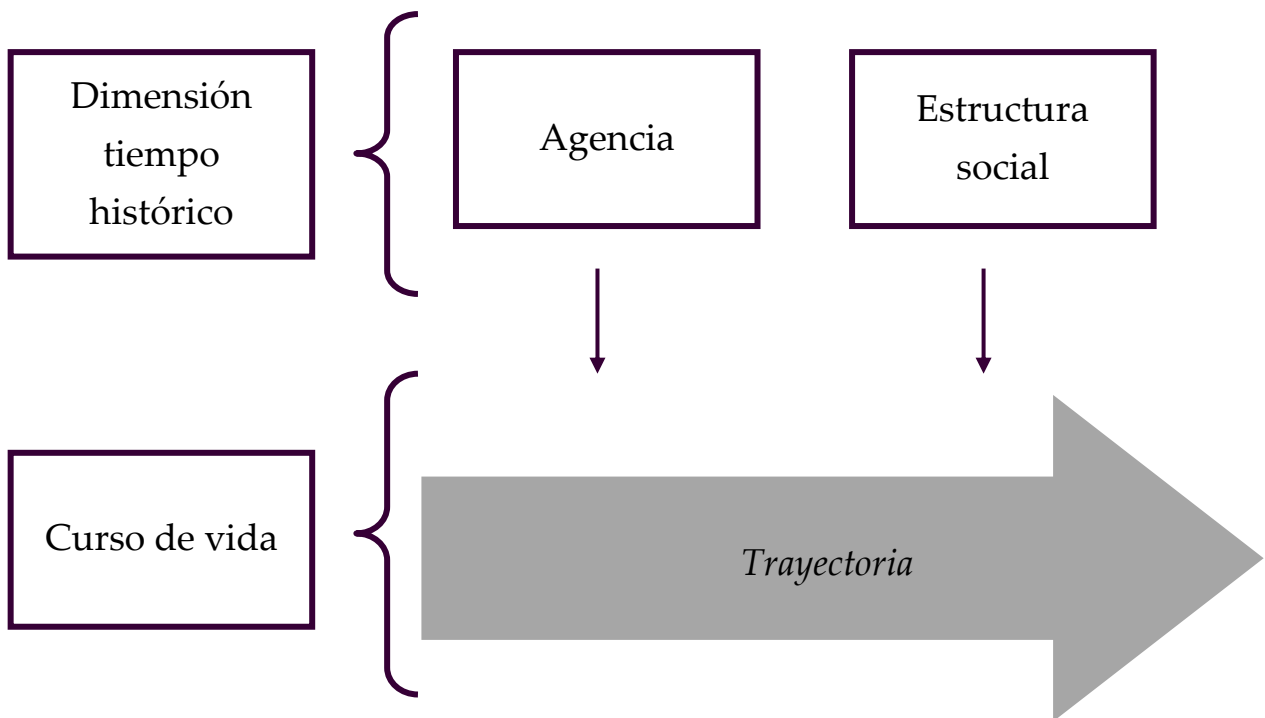 Dimensión
tiempo
histórico
Agencia
Estructura
social
Curso de vida
Trayectoria